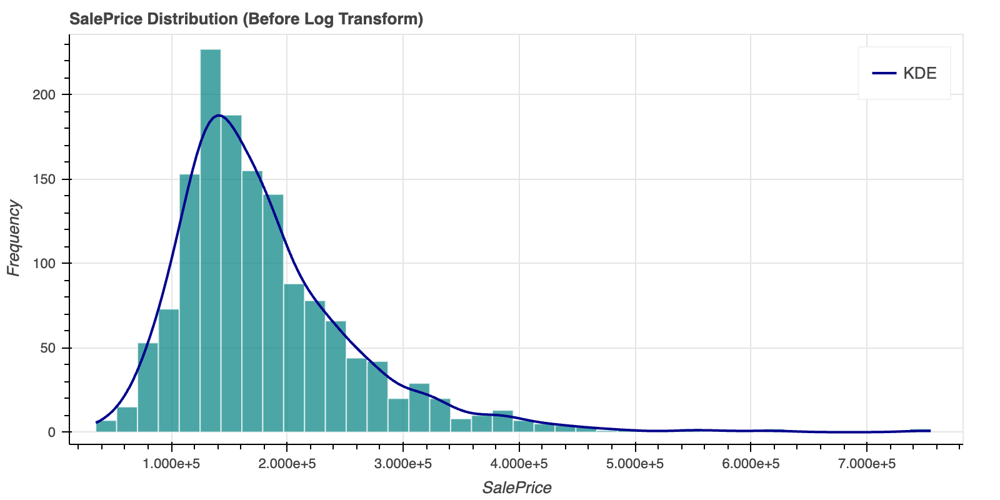 SalePrice Distribution (Before Log Transform)
KDE
Frequency
200
150
100
50
0
1.000e+5 2.000e+5 3.000e+5 4.000e+5 5.000e+5 6.000e+5 7.000e+5
SalePrice